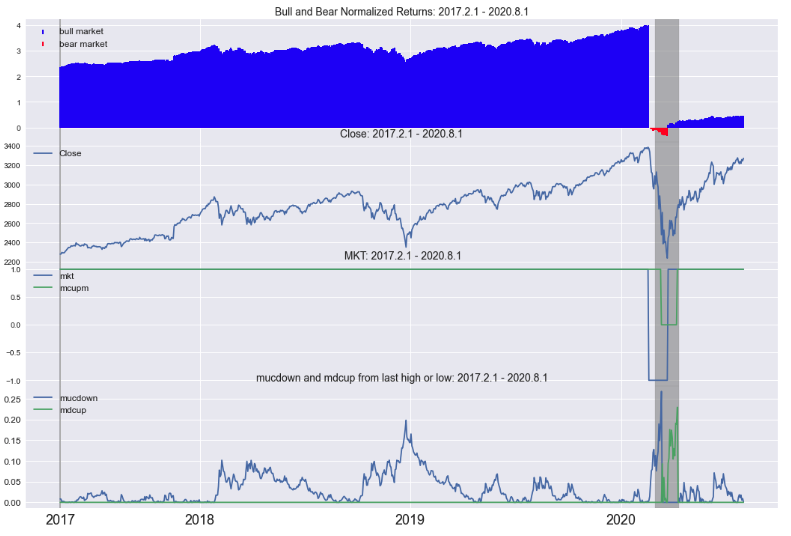 Bull and Bear Normalized Returns: 2017.2.1 - 2020.8.1
4
bull market
bear market
3
2
1
0
Close: 2017.2.1 - 2020.8.1
3400
Close
3200
3000
2800
2600
2400
2200
MKT: 2017.2.1 - 2020.8.1
1.0
mkt
mcupm
0.5
0.0
−0.5
−1.0
mucdown and mdcup from last high or low: 2017.2.1 - 2020.8.1
mucdown
0.25
mdcup
0.20
0.15
0.10
0.05
0.00
2017 2018 2019 2020